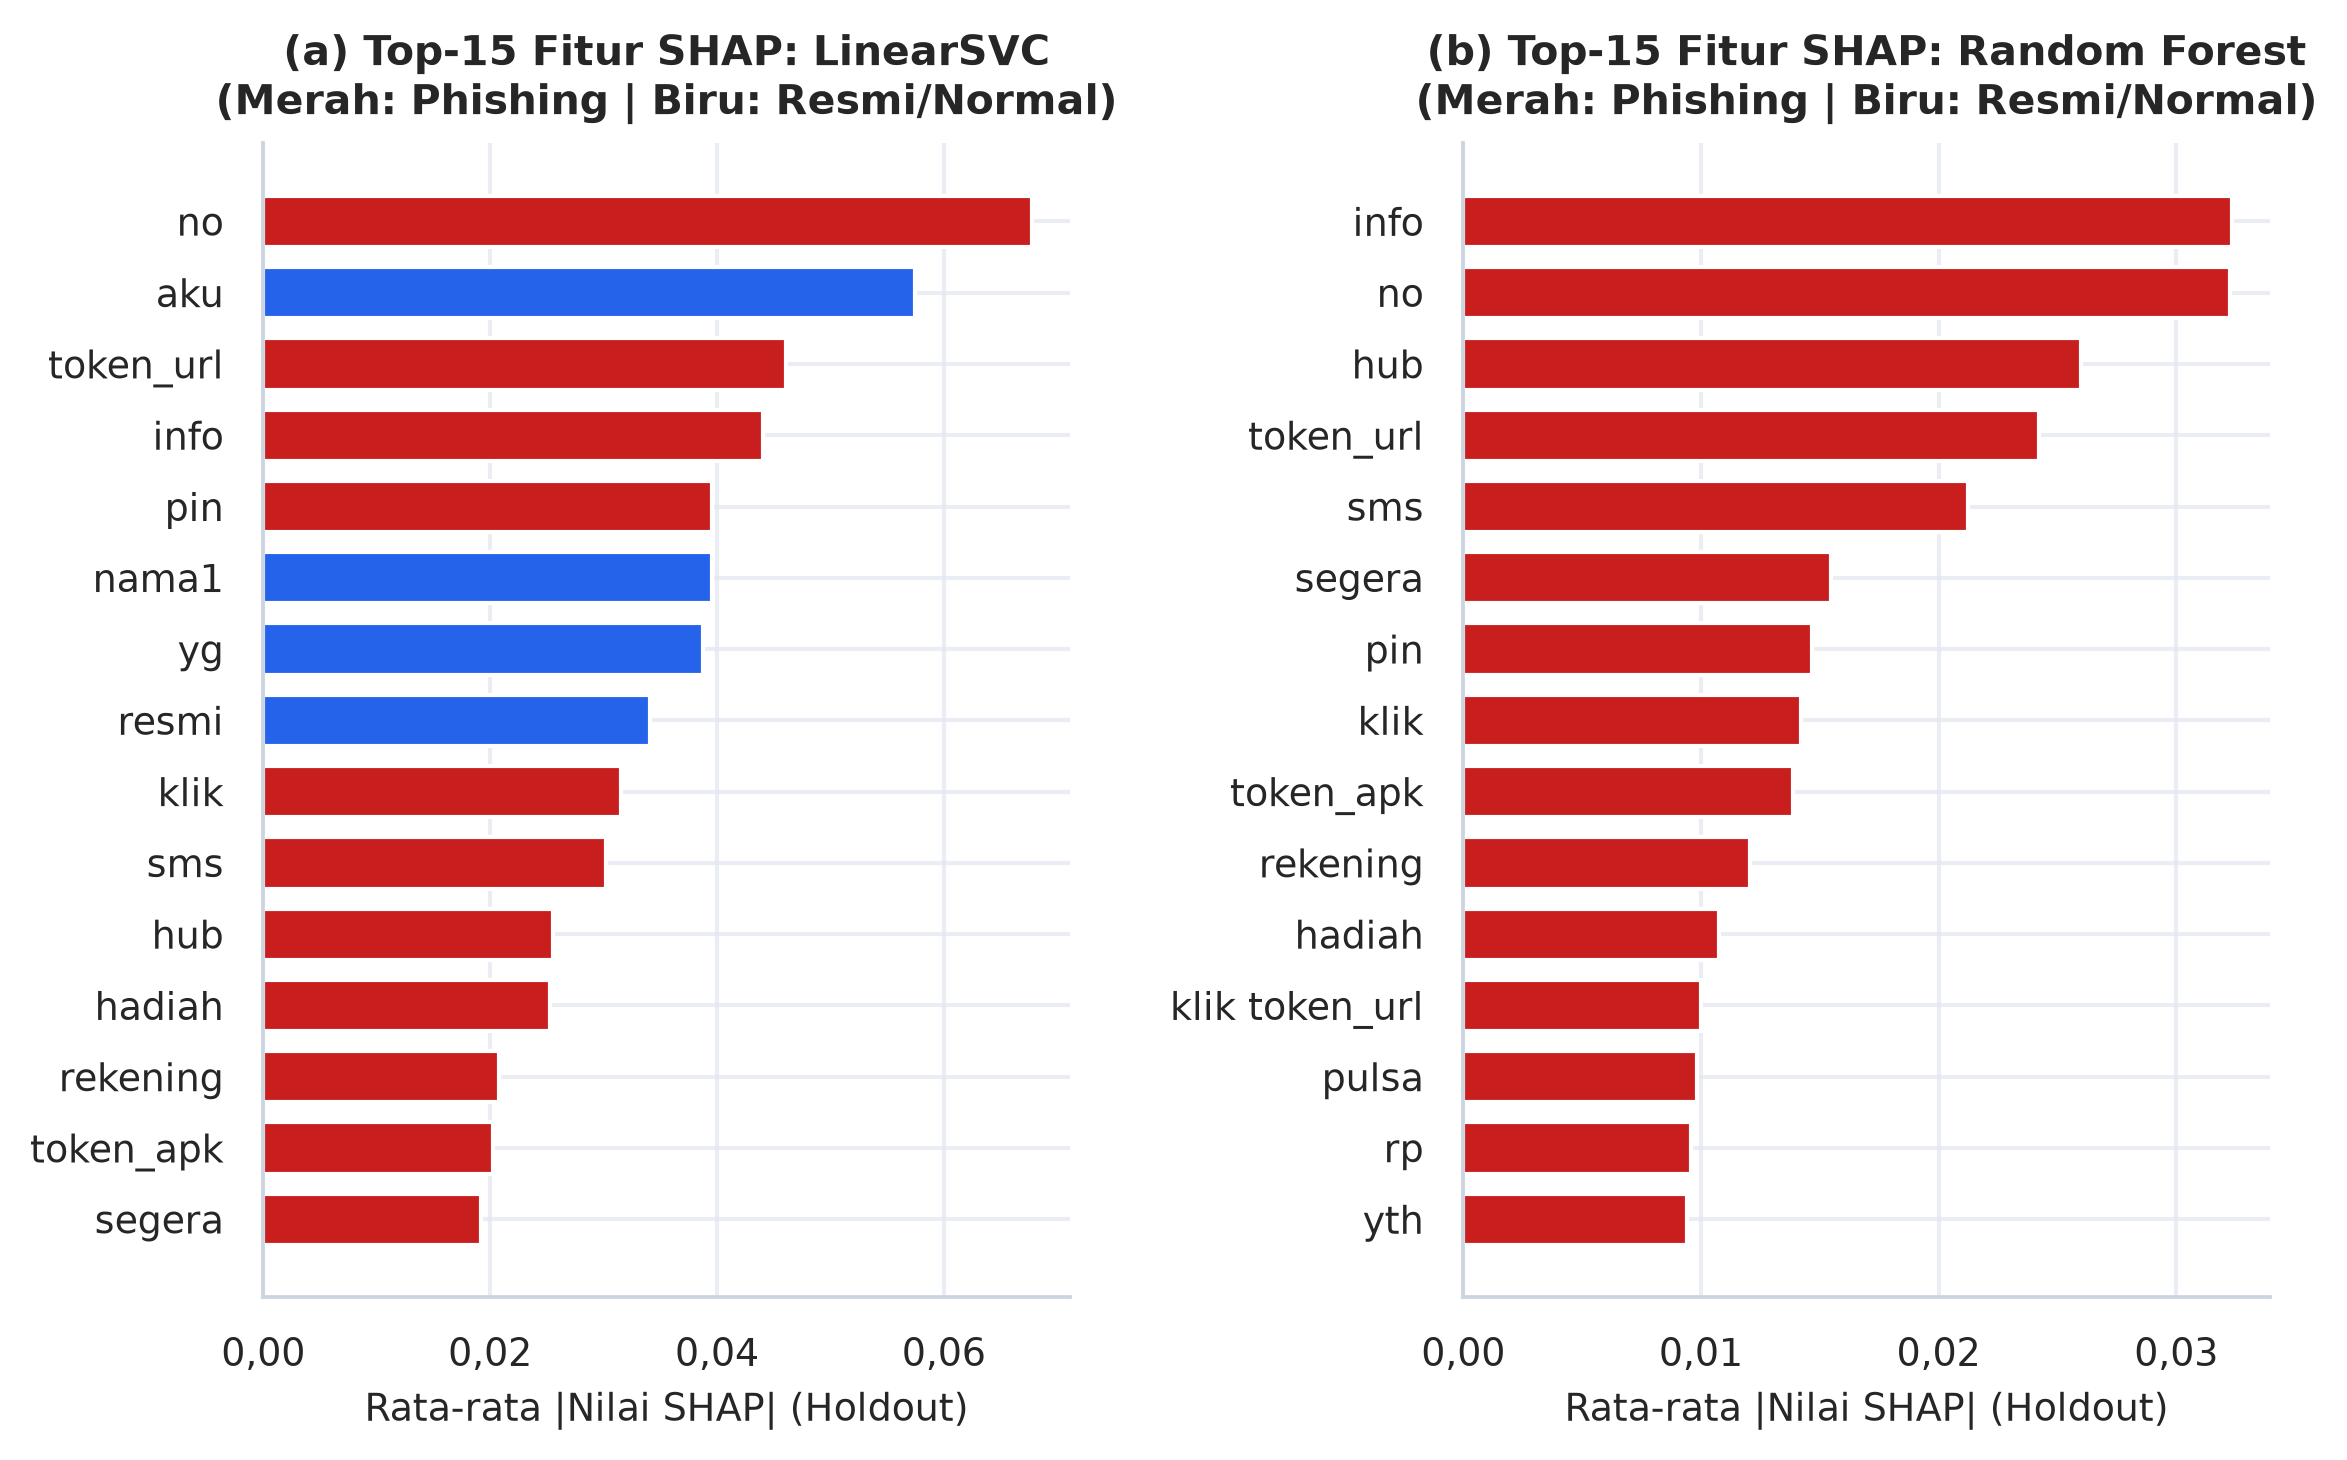 (a) Top-15 Fitur SHAP: LinearSVC
(Merah: Phishing | Biru: Resmi/Normal)
no
aku
token_url
info
pin
nama1
yg
resmi
klik
sms
hub
hadiah
rekening
token_apk
segera
0,00 0,02 0,04 0,06
Rata-rata |Nilai SHAP| (Holdout)
(b) Top-15 Fitur SHAP: Random Forest
(Merah: Phishing | Biru: Resmi/Normal)
info
no
hub
token_url
sms
segera
pin
klik
token_apk
rekening
hadiah
klik token_url
pulsa
rp
yth
0,00 0,01 0,02 0,03
Rata-rata |Nilai SHAP| (Holdout)